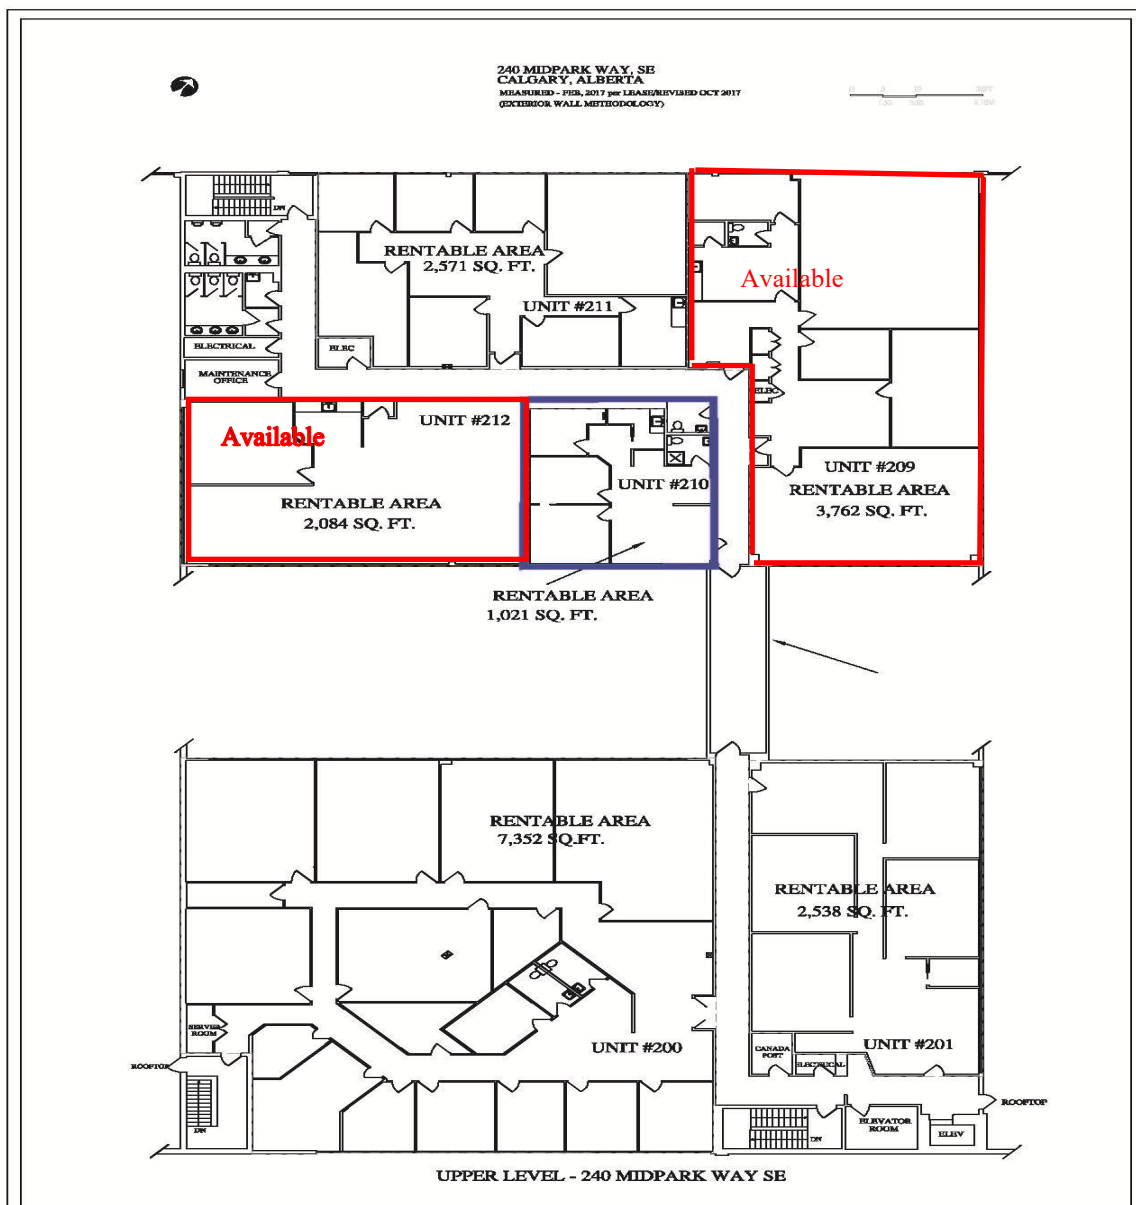 240 MIDPARK WAY, SE
CALGARY, ALBERTA
MEASURED - FEB, 2017 per LEASE/REVISED OCT 2017
(EXTERIOR WALL METHODOLOGY)
DN
RENTABLE AREA
2,571 SQ. FT.
UNIT #211
Available
ELECTRICAL
ELEC
MAINTENANCE
OFFICE
ELEC
UNIT #212
Available
UNIT #209
UNIT #210
RENTABLE AREA
3,762 SQ. FT.
RENTABLE AREA
2,084 SQ. FT.
RENTABLE AREA
1,021 SQ. FT.
RENTABLE AREA
7,352 SQ.FT.
RENTABLE AREA
2,538 SQ. FT.
ROOM
UNIT #200
UNIT #201
CANADA
POST
ELECTRICAL
ROOFTOP
DN
ROOFTOP
ELEVATOR
ROOM
ELEV
DN
UPPER LEVEL - 240 MIDPARK WAY SE